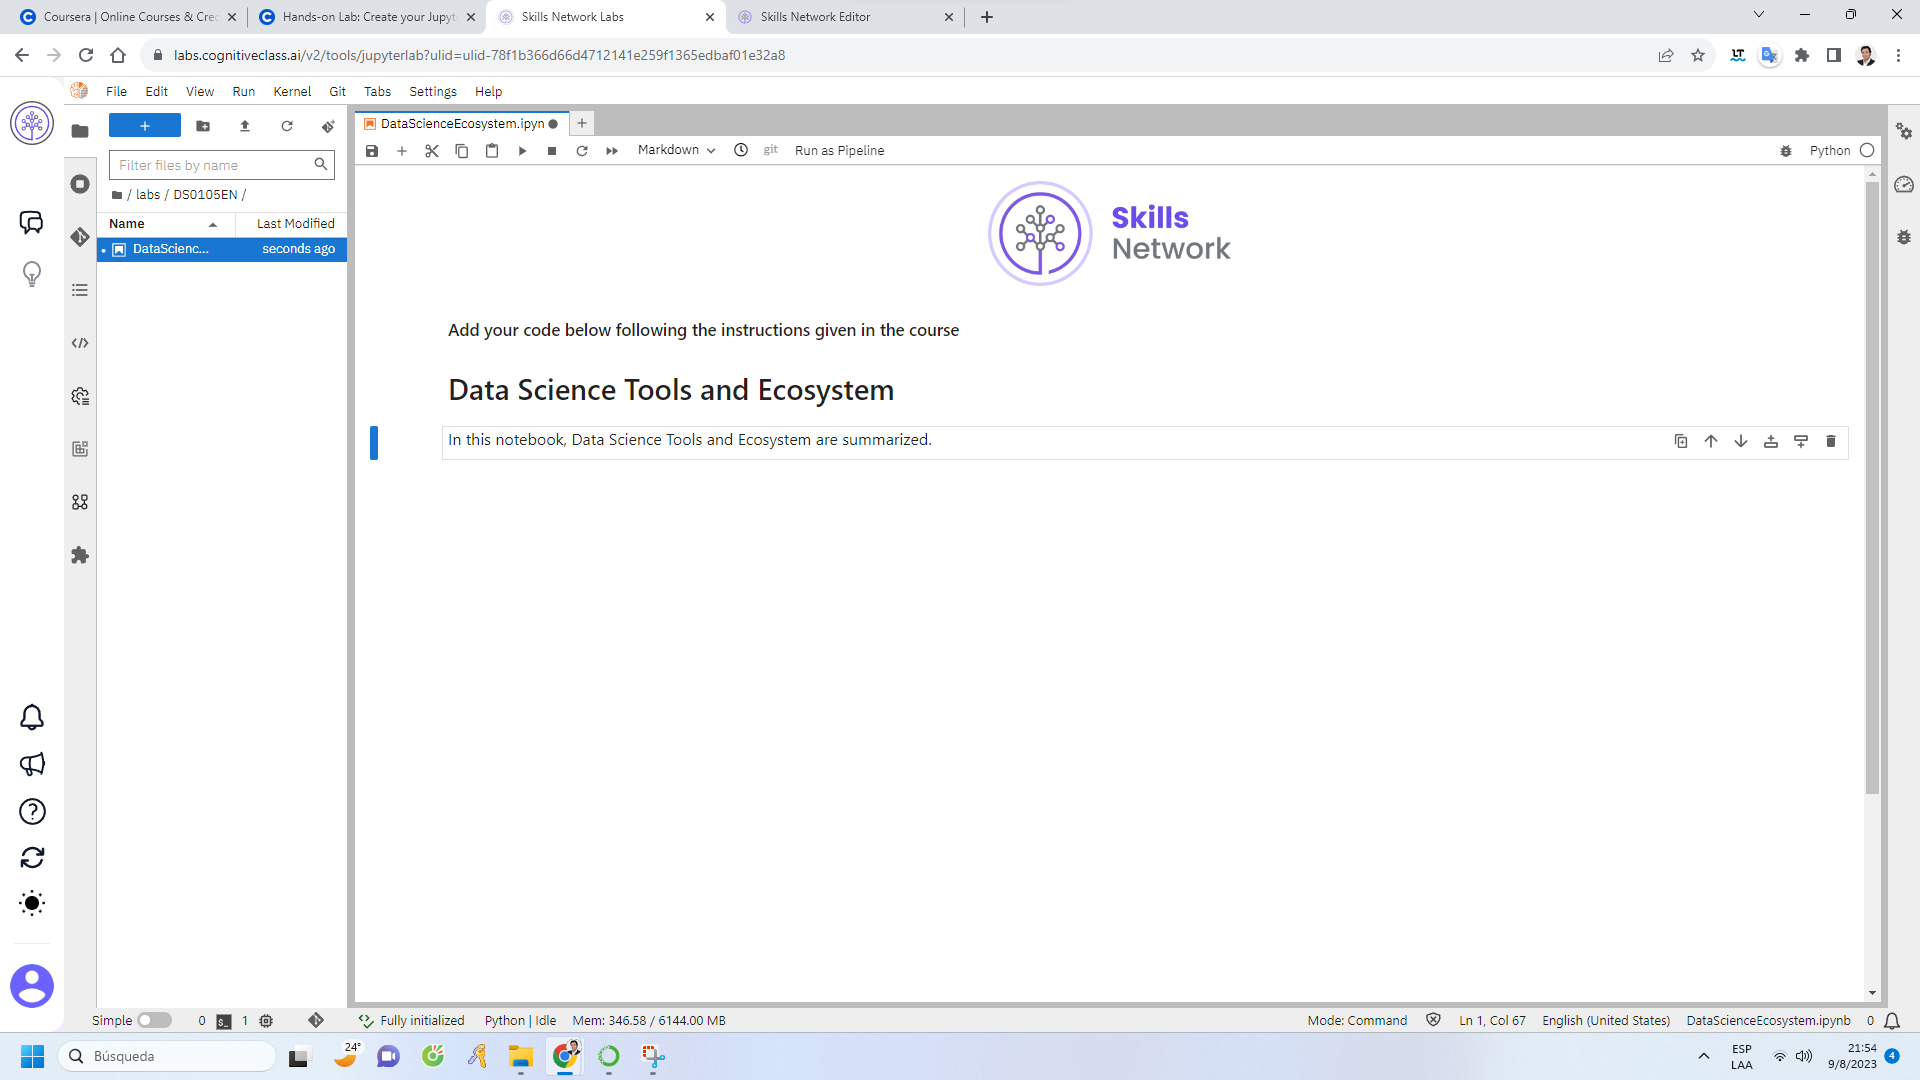 Coursera | Online Courses & Cre
Hands-on Lab: Create your Jupyt
Skills Network Labs
Skills Network Editor
labs.cognitiveclass.ai/v2/tools/jupyterlab?ulid=ulid-78f1b366d66d4712141e259f1365edbaf01e32a8
LT
File Edit View Run Kernel Git Tabs Settings Help
DataScienceEcosystem.ipyn
Markdown
git
Run as Pipeline
Python
Filter files by name
/ labs / DS0105EN /
Name
Last Modified
DataScienc...
seconds ago
Skills
Network
Add your code below following the instructions given in the course
Data Science Tools and Ecosystem
In this notebook, Data Science Tools and Ecosystem are summarized.
Simple
0
$_
1
Fully initialized
Python | Idle
Mem: 346.58 / 6144.00 MB
Mode: Command
Ln 1, Col 67
English (United States)
DataScienceEcosystem.ipynb
0
Búsqueda
24°
ESP
LAA
21:54
9/8/2023
4